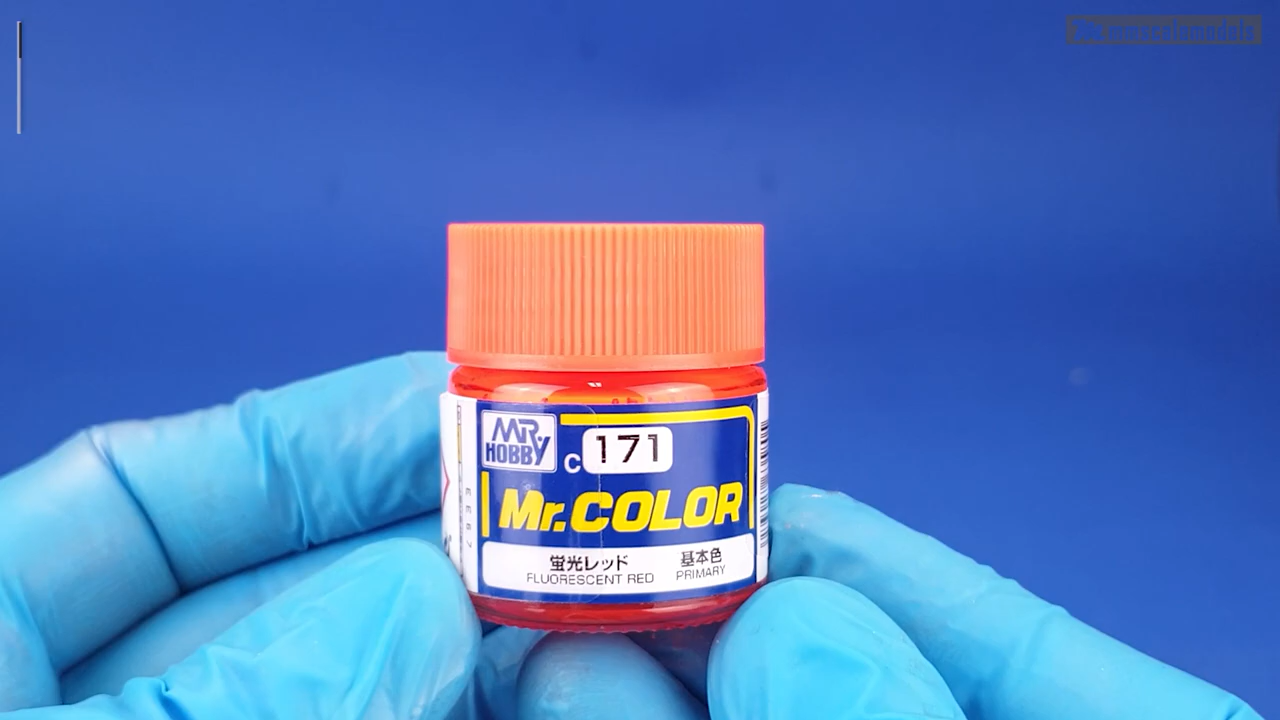 MR. HOBBY
C 171
Mr.COLOR
蛍光レッド 基本色
FLUORESCENT RED PRIMARY